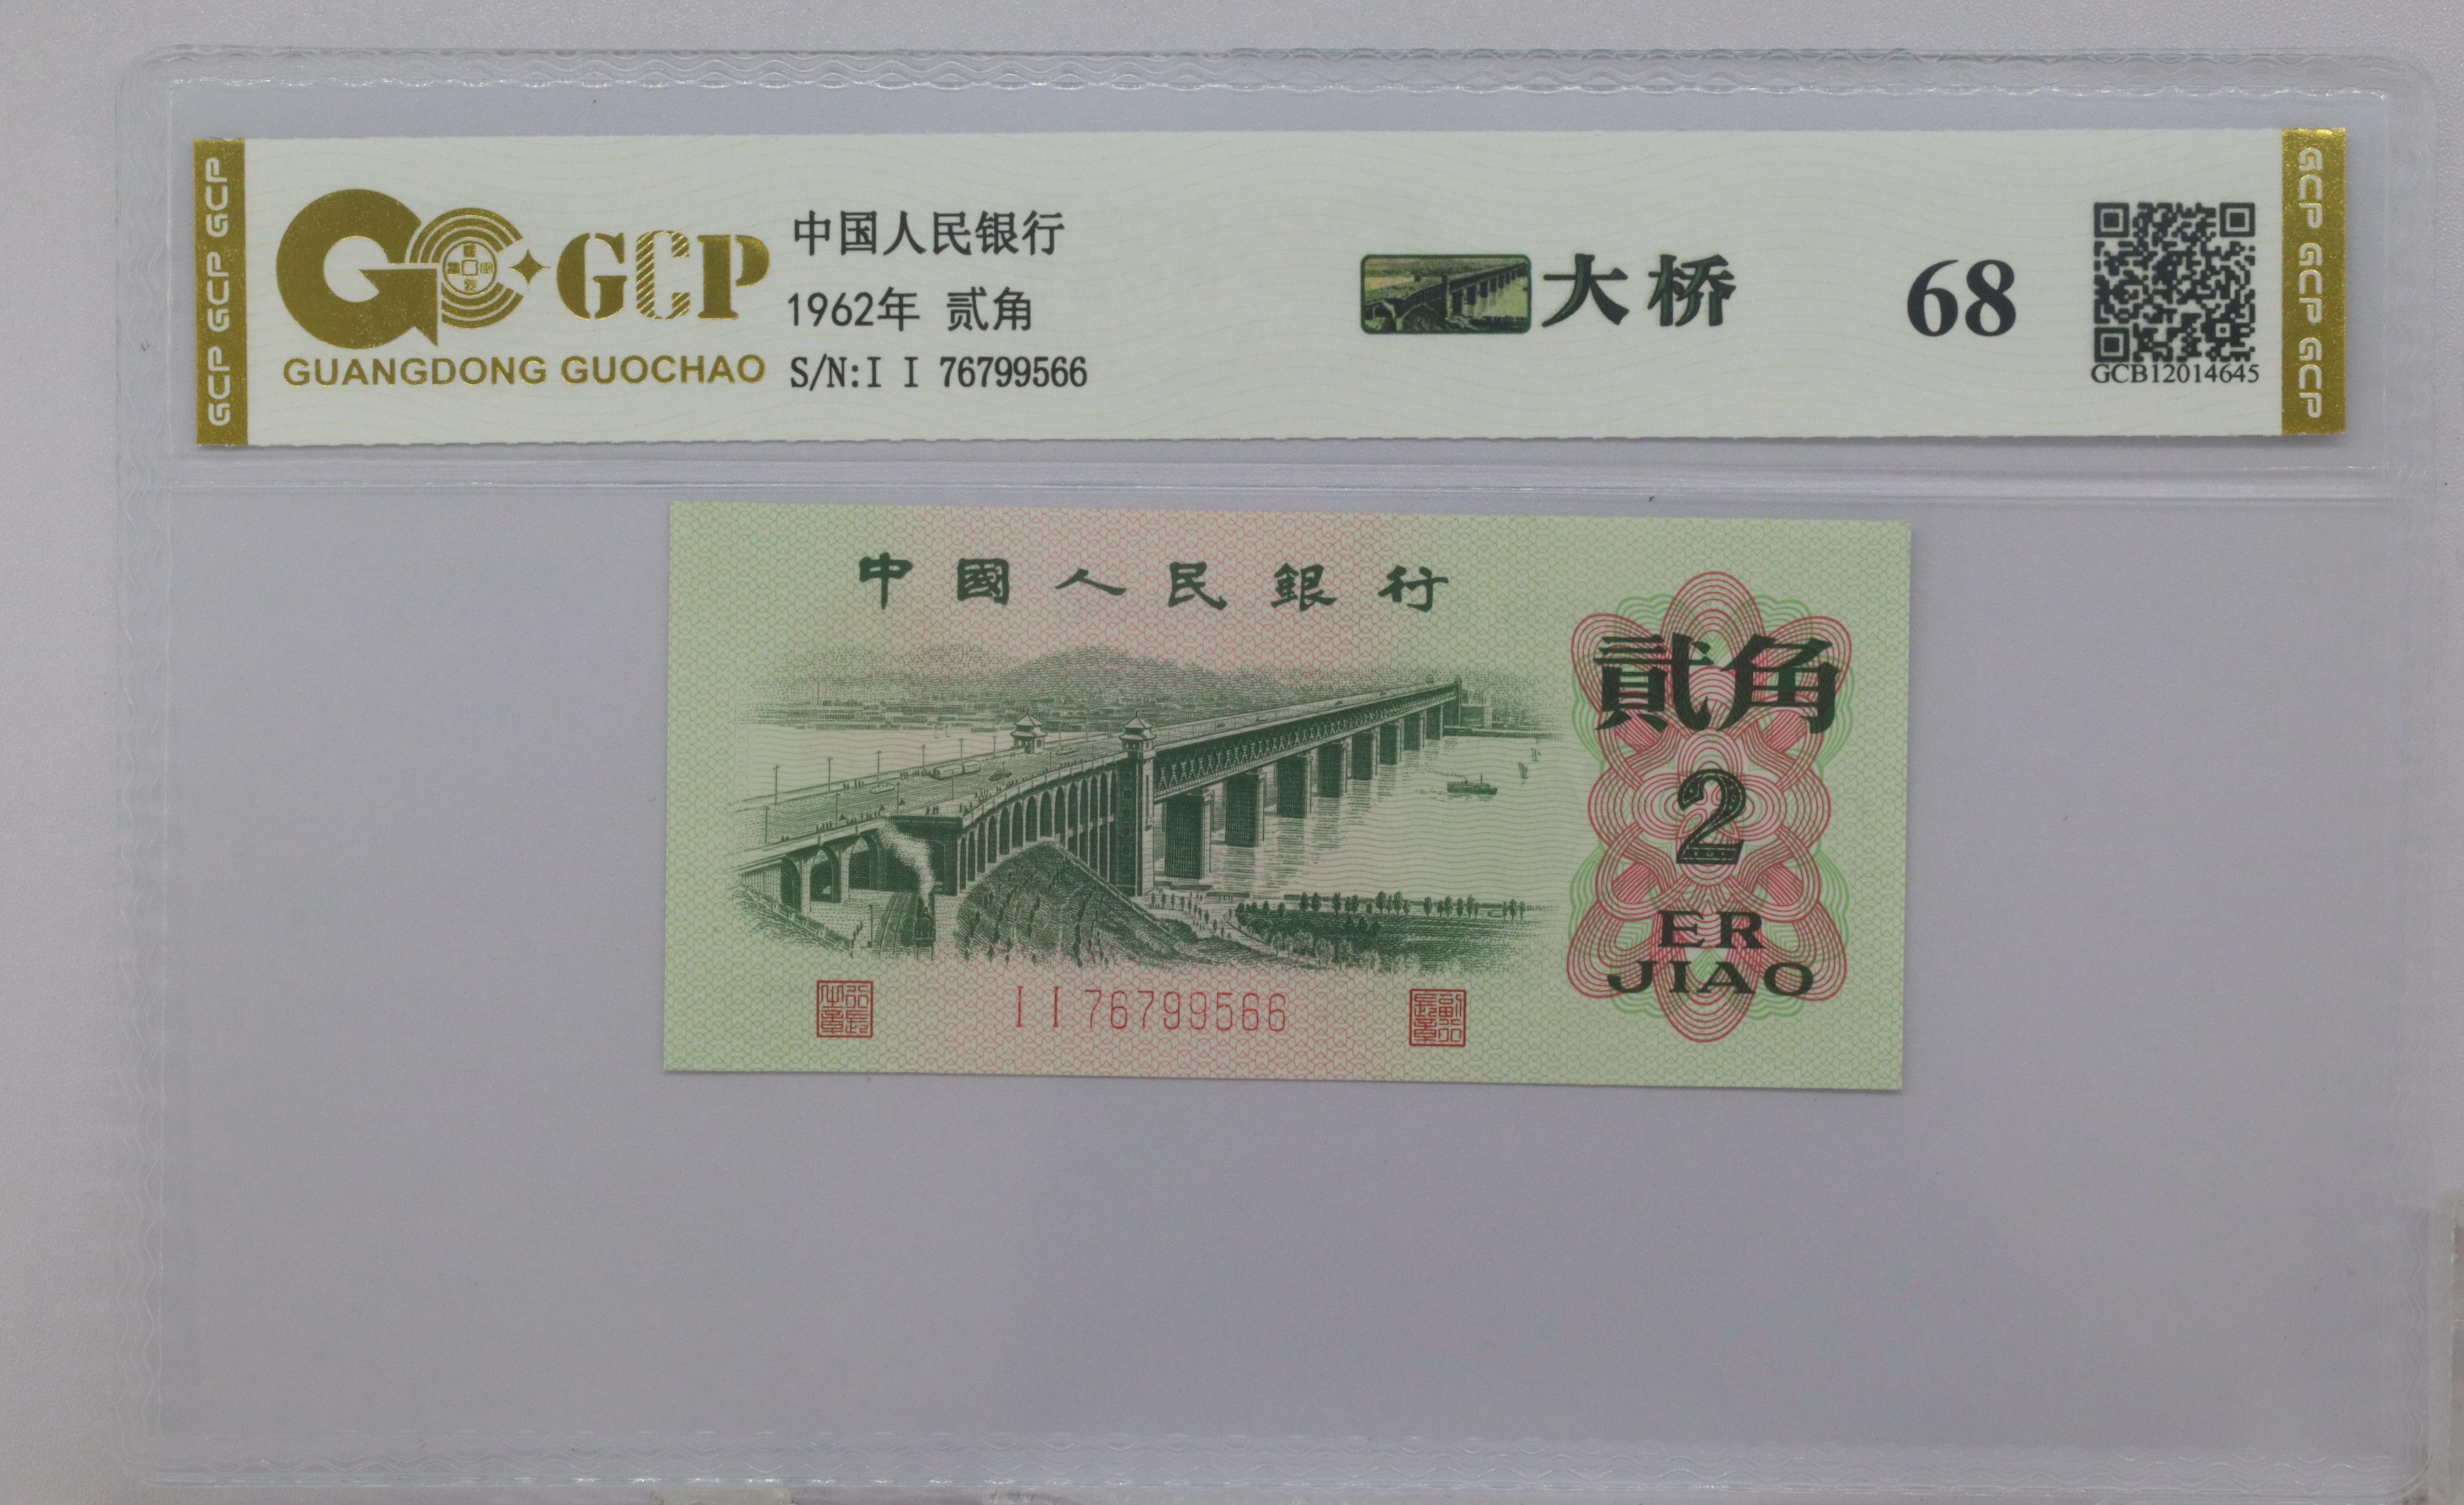 GCP GCP GCP
GCP
GUANGDONG GUOCHAO
中国人民银行
1962年 贰角
S/N:I I 76799566
大桥
68
GCB12014645
GCP GCP GCP
中國人民銀行
貳角
2
ER
JIAO
I I 76799566